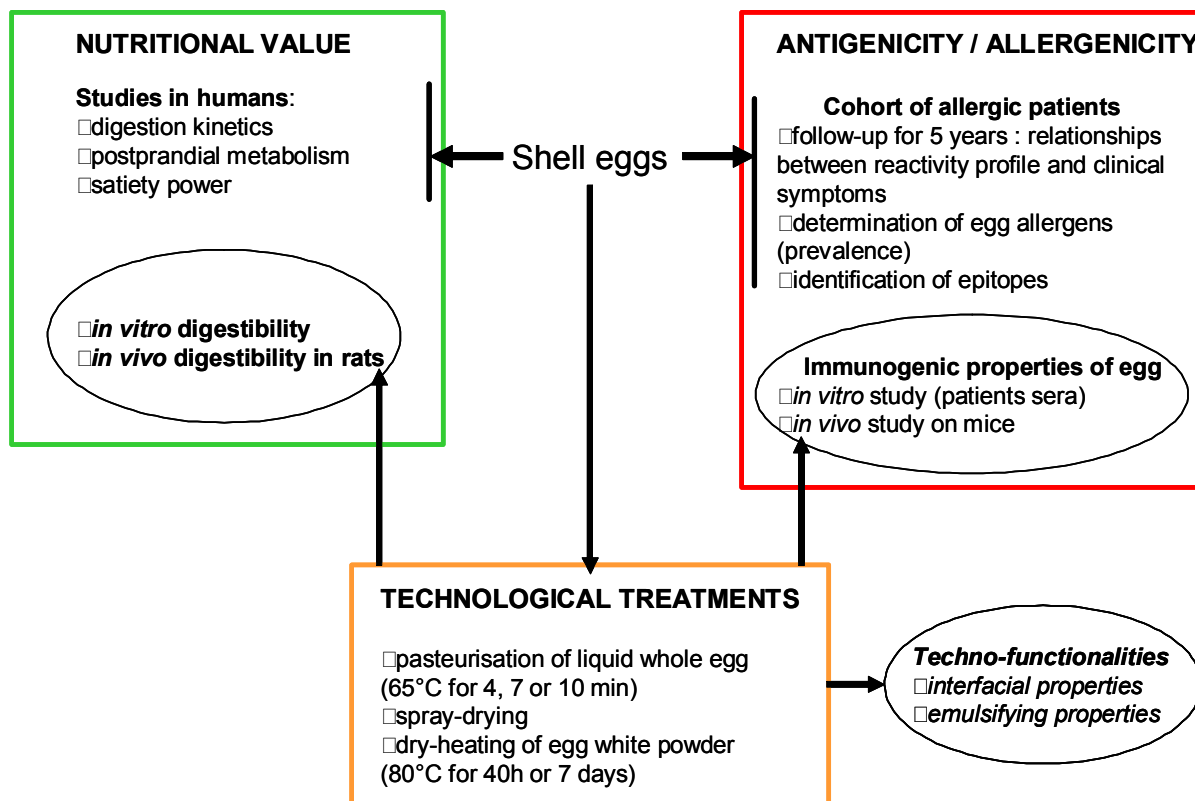 NUTRITIONAL VALUE
Studies in humans:
□digestion kinetics
□postprandial metabolism
□satiety power
□in vitro digestibility
□in vivo digestibility in rats
Shell eggs
ANTIGENICITY / ALLERGENICITY
Cohort of allergic patients
□follow-up for 5 years : relationships
between reactivity profile and clinical
symptoms
□determination of egg allergens
(prevalence)
□identification of epitopes
Immunogenic properties of egg
□in vitro study (patients sera)
□in vivo study on mice
TECHNOLOGICAL TREATMENTS
□pasteurisation of liquid whole egg
(65°C for 4, 7 or 10 min)
□spray-drying
□dry-heating of egg white powder
(80°C for 40h or 7 days)
Techno-functionalities
□interfacial properties
□emulsifying properties